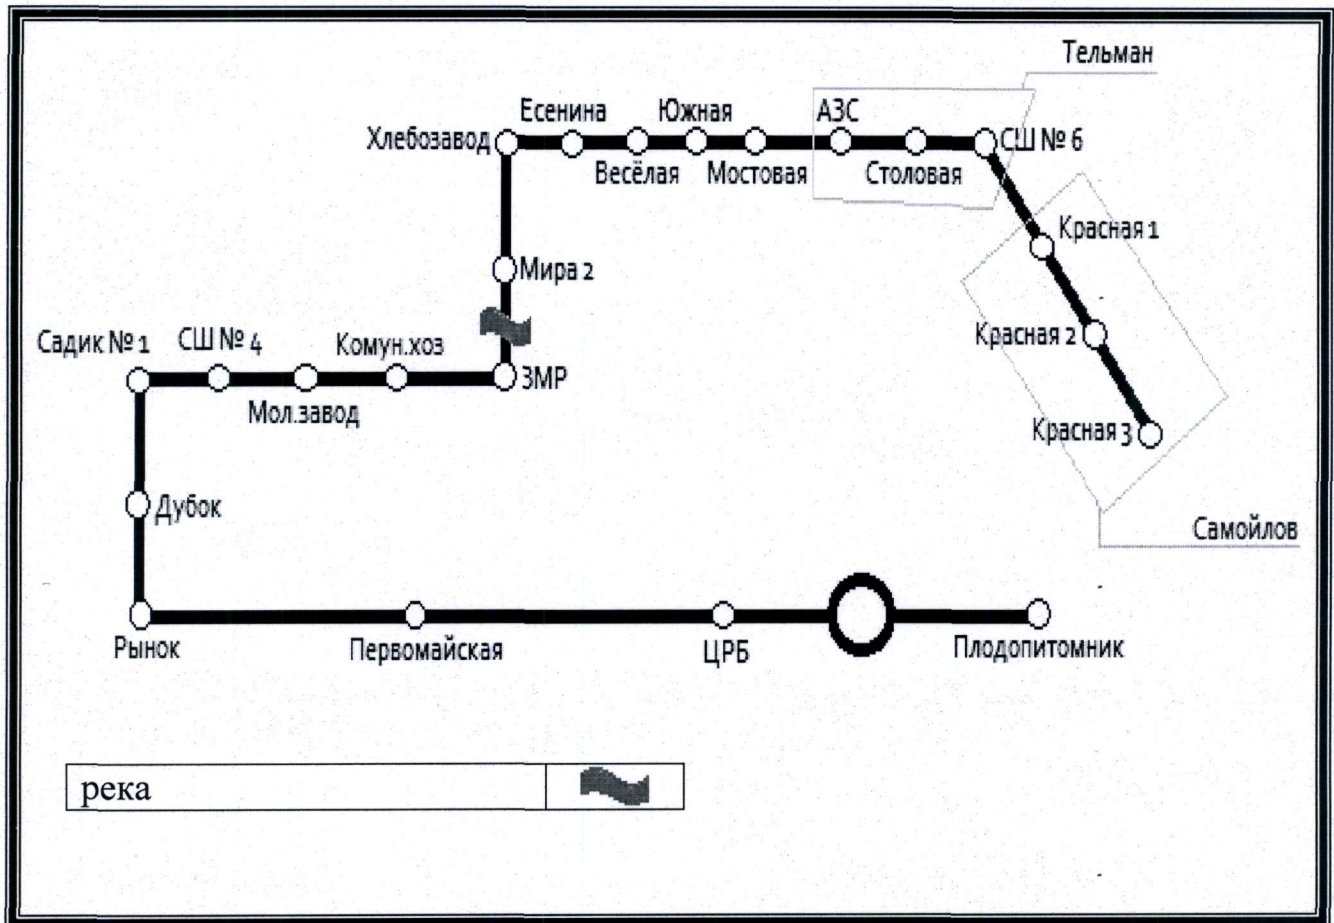 Тельман
Есенина
Южная
АЗС
Хлебозавод
СШ № 6
Весёлая
Мостовая
Столовая
Красная 1
Мира 2
Садик № 1
СШ № 4
Комун.хоз
Красная 2
ЗМР
Мол.завод
Красная 3
Дубок
Самойлов
Рынок
Первомайская
ЦРБ
Плодопитомник
река